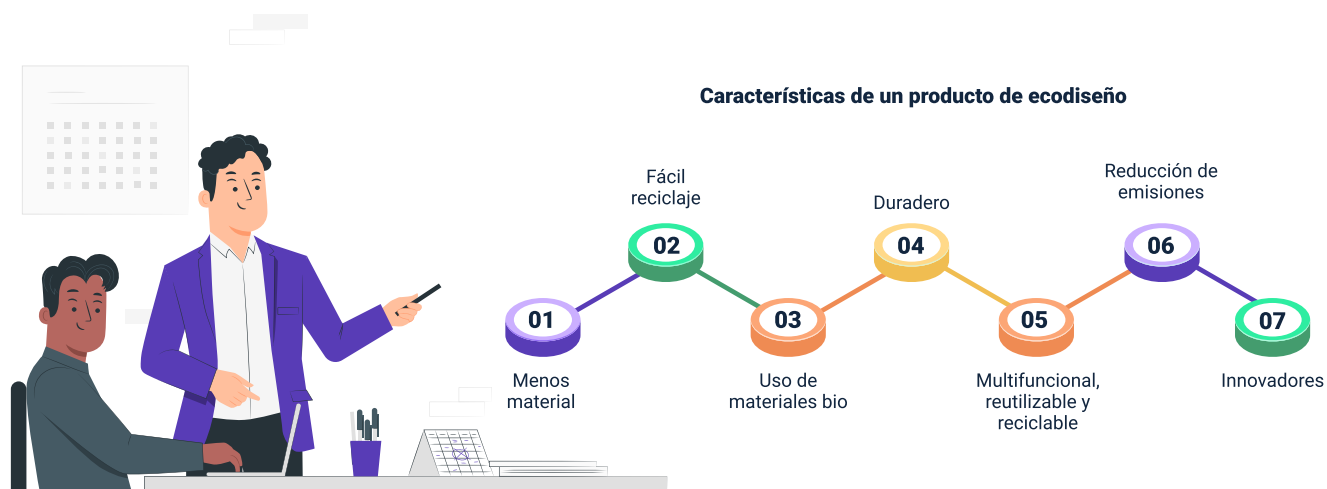 Características de un producto de ecodiseño
01
Menos
material
02
Fácil
reciclaje
03
Uso de
materiales bio
04
Duradero
05
Multifuncional,
reutilizable y
reciclable
06
Reducción de
emisiones
07
Innovadores